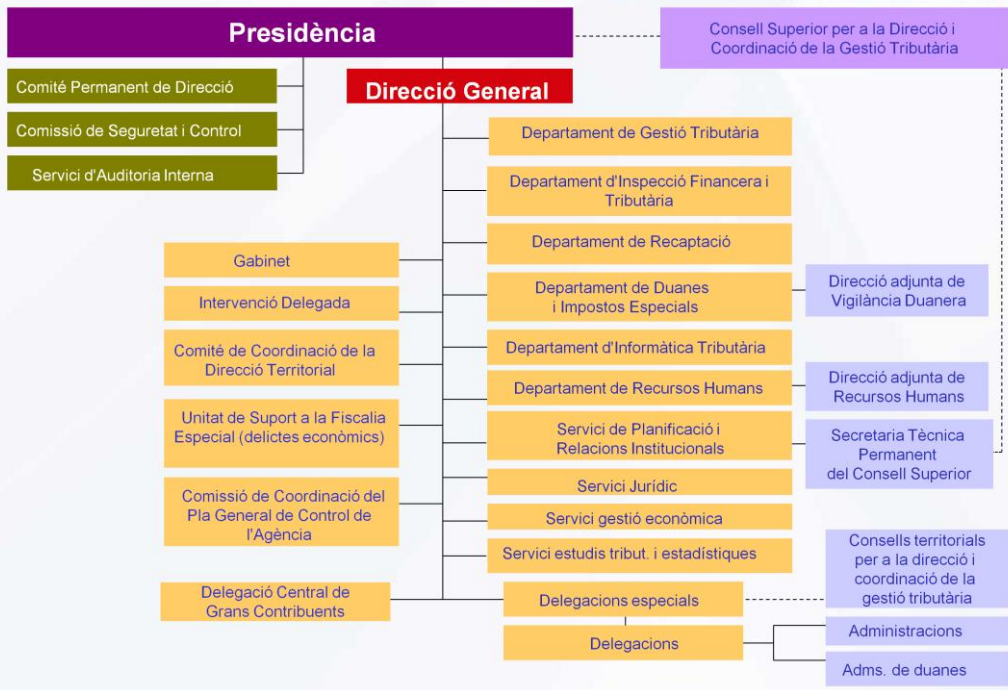 Presidència
Consell Superior per a la Direcció i
Coordinació de la Gestió Tributària
Comité Permanent de Direcció
Comissió de Seguretat i Control
Servici d'Auditoria Interna
Direcció General
Departament de Gestió Tributària
Departament d'Inspecció Financera i
Tributària
Departament de Recaptació
Departament de Duanes
i Impostos Especials
Direcció adjunta de
Vigilància Duanera
Departament d'Informàtica Tributària
Departament de Recursos Humans
Direcció adjunta de
Recursos Humans
Servici de Planificació i
Relacions Institucionals
Secretaria Tècnica
Permanent
del Consell Superior
Servici Jurídic
Servici gestió econòmica
Servici estudis tribut. i estadístiques
Gabinet
Intervenció Delegada
Comité de Coordinació de la
Direcció Territorial
Unitat de Suport a la Fiscalia
Especial (delictes econòmics)
Comissió de Coordinació del
Pla General de Control de
l'Agència
Delegació Central de
Grans Contribuents
Delegacions especials
Consells territorials
per a la direcció i
coordinació de la
gestió tributària
Delegacions
Administracions
Adms. de duanes